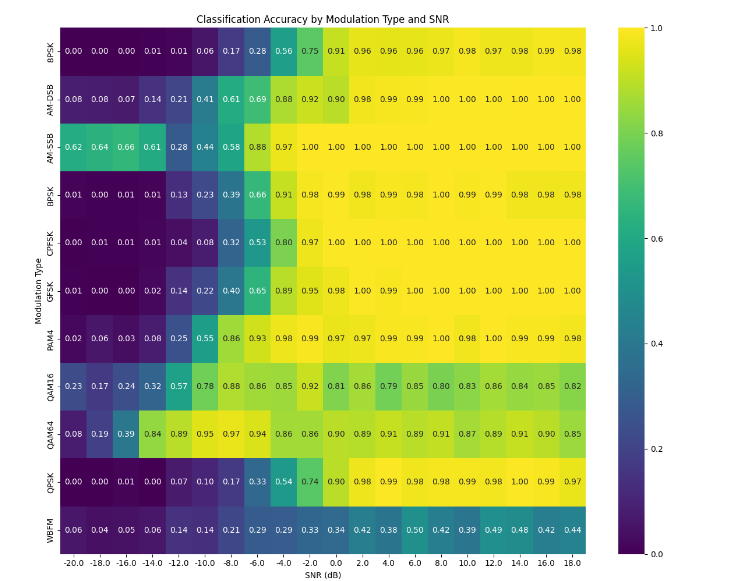 Classification Accuracy by Modulation Type and SNR
8PSK 0.00 0.00 0.00 0.01 0.01 0.06 0.17 0.28 0.56 0.75 0.91 0.96 0.96 0.96 0.97 0.98 0.97 0.98 0.99 0.98
AM-DSB 0.08 0.08 0.07 0.14 0.21 0.41 0.61 0.69 0.88 0.92 0.90 0.98 0.99 0.99 1.00 1.00 1.00 1.00 1.00 1.00
AM-SSB 0.62 0.64 0.66 0.61 0.28 0.44 0.58 0.88 0.97 1.00 1.00 1.00 1.00 1.00 1.00 1.00 1.00 1.00 1.00 1.00
BPSK 0.01 0.00 0.01 0.01 0.13 0.23 0.39 0.66 0.91 0.98 0.99 0.98 0.99 0.98 1.00 0.99 1.00 0.98 0.98 0.98
CPFSK 0.00 0.01 0.01 0.01 0.04 0.08 0.32 0.53 0.80 0.97 1.00 1.00 1.00 1.00 1.00 1.00 1.00 1.00 1.00 1.00
GFSK 0.01 0.00 0.00 0.02 0.14 0.22 0.40 0.65 0.89 0.95 0.98 1.00 0.99 1.00 1.00 1.00 1.00 1.00 1.00 1.00
PAM4 0.02 0.06 0.03 0.08 0.25 0.55 0.86 0.93 0.98 0.99 0.97 0.97 0.99 0.99 1.00 0.98 1.00 0.99 0.99 0.98
QAM16 0.23 0.17 0.24 0.32 0.57 0.78 0.88 0.86 0.85 0.92 0.81 0.86 0.79 0.85 0.80 0.83 0.86 0.84 0.85 0.82
QAM64 0.08 0.19 0.39 0.84 0.89 0.95 0.97 0.94 0.86 0.86 0.90 0.89 0.91 0.89 0.91 0.87 0.89 0.91 0.90 0.85
QPSK 0.00 0.00 0.01 0.00 0.07 0.10 0.17 0.33 0.54 0.74 0.90 0.98 0.99 0.98 0.98 0.99 0.98 1.00 0.99 0.97
WBFM 0.06 0.04 0.05 0.06 0.14 0.14 0.21 0.29 0.29 0.33 0.34 0.42 0.38 0.50 0.42 0.39 0.49 0.48 0.42 0.44
-20.0 -18.0 -16.0 -14.0 -12.0 -10.0 -8.0 -6.0 -4.0 -2.0 0.0 2.0 4.0 6.0 8.0 10.0 12.0 14.0 16.0 18.0
SNR (dB)
Modulation Type
1.0
0.8
0.6
0.4
0.2
0.0